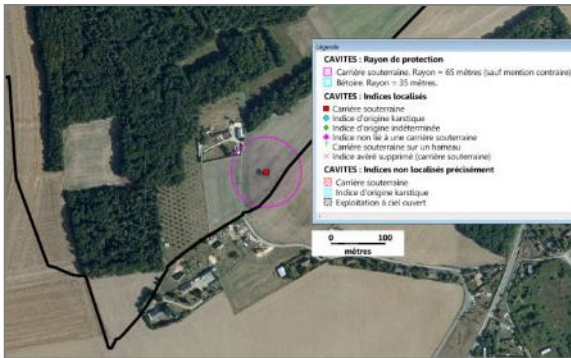 Légende
CAVITES : Rayon de protection
Carrière souterraine. Rayon = 65 mètres (sauf mention contraire)
Bétoire. Rayon = 35 mètres.
CAVITES : Indices localisés
Carrière souterraine
Indice d'origine karstique
Indice d'origine indéterminée
Indice non lié à une carrière souterraine
Carrière souterraine sur un hameau
Indice avéré supprimé (carrière souterraine)
CAVITES : Indices non localisés précisément
Carrière souterraine
Indice d'origine karstique
Exploitation à ciel ouvert
0 100
mètres